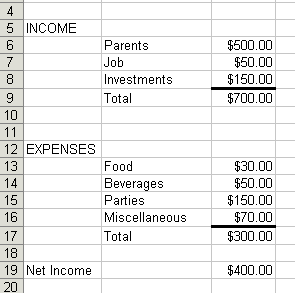 4
5 INCOME
6 Parents $500.00
7 Job $50.00
8 Investments $150.00
9 Total $700.00
10
11
12 EXPENSES
13 Food $30.00
14 Beverages $50.00
15 Parties $150.00
16 Miscellaneous $70.00
17 Total $300.00
18
19 Net Income $400.00
20